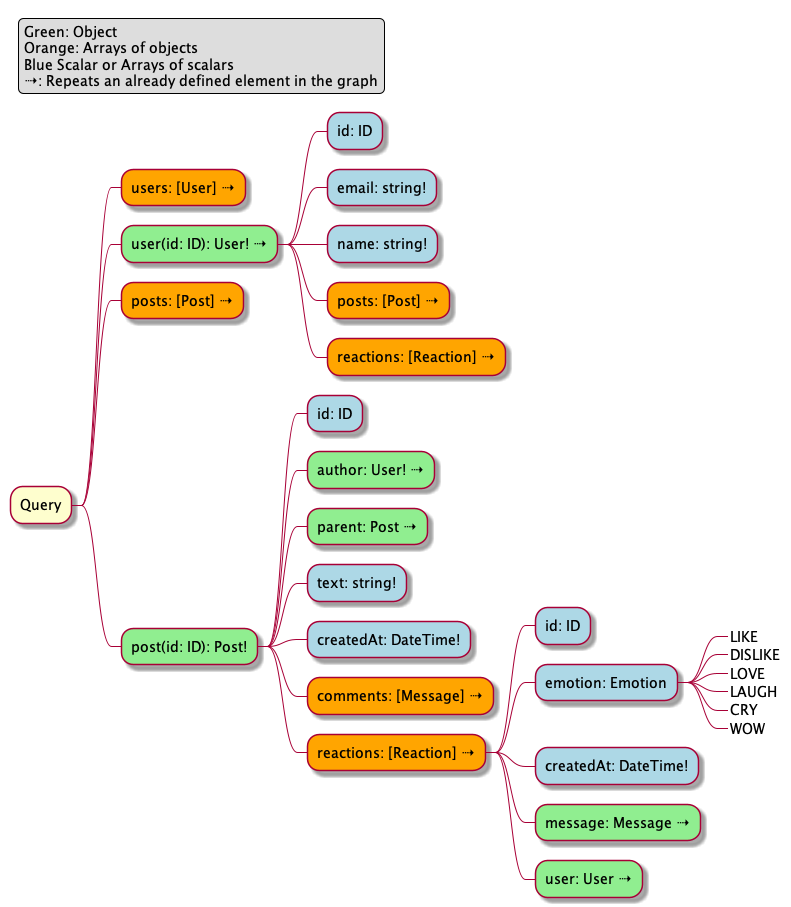 Green: Object
Orange: Arrays of objects
Blue Scalar or Arrays of scalars
⇢: Repeats an already defined element in the graph
Query
users: [User] ⇢
user(id: ID): User! ⇢
id: ID
email: string!
name: string!
posts: [Post] ⇢
reactions: [Reaction] ⇢
posts: [Post] ⇢
post(id: ID): Post!
id: ID
author: User! ⇢
parent: Post ⇢
text: string!
createdAt: DateTime!
comments: [Message] ⇢
reactions: [Reaction] ⇢
id: ID
emotion: Emotion
LIKE
DISLIKE
LOVE
LAUGH
CRY
WOW
createdAt: DateTime!
message: Message ⇢
user: User ⇢